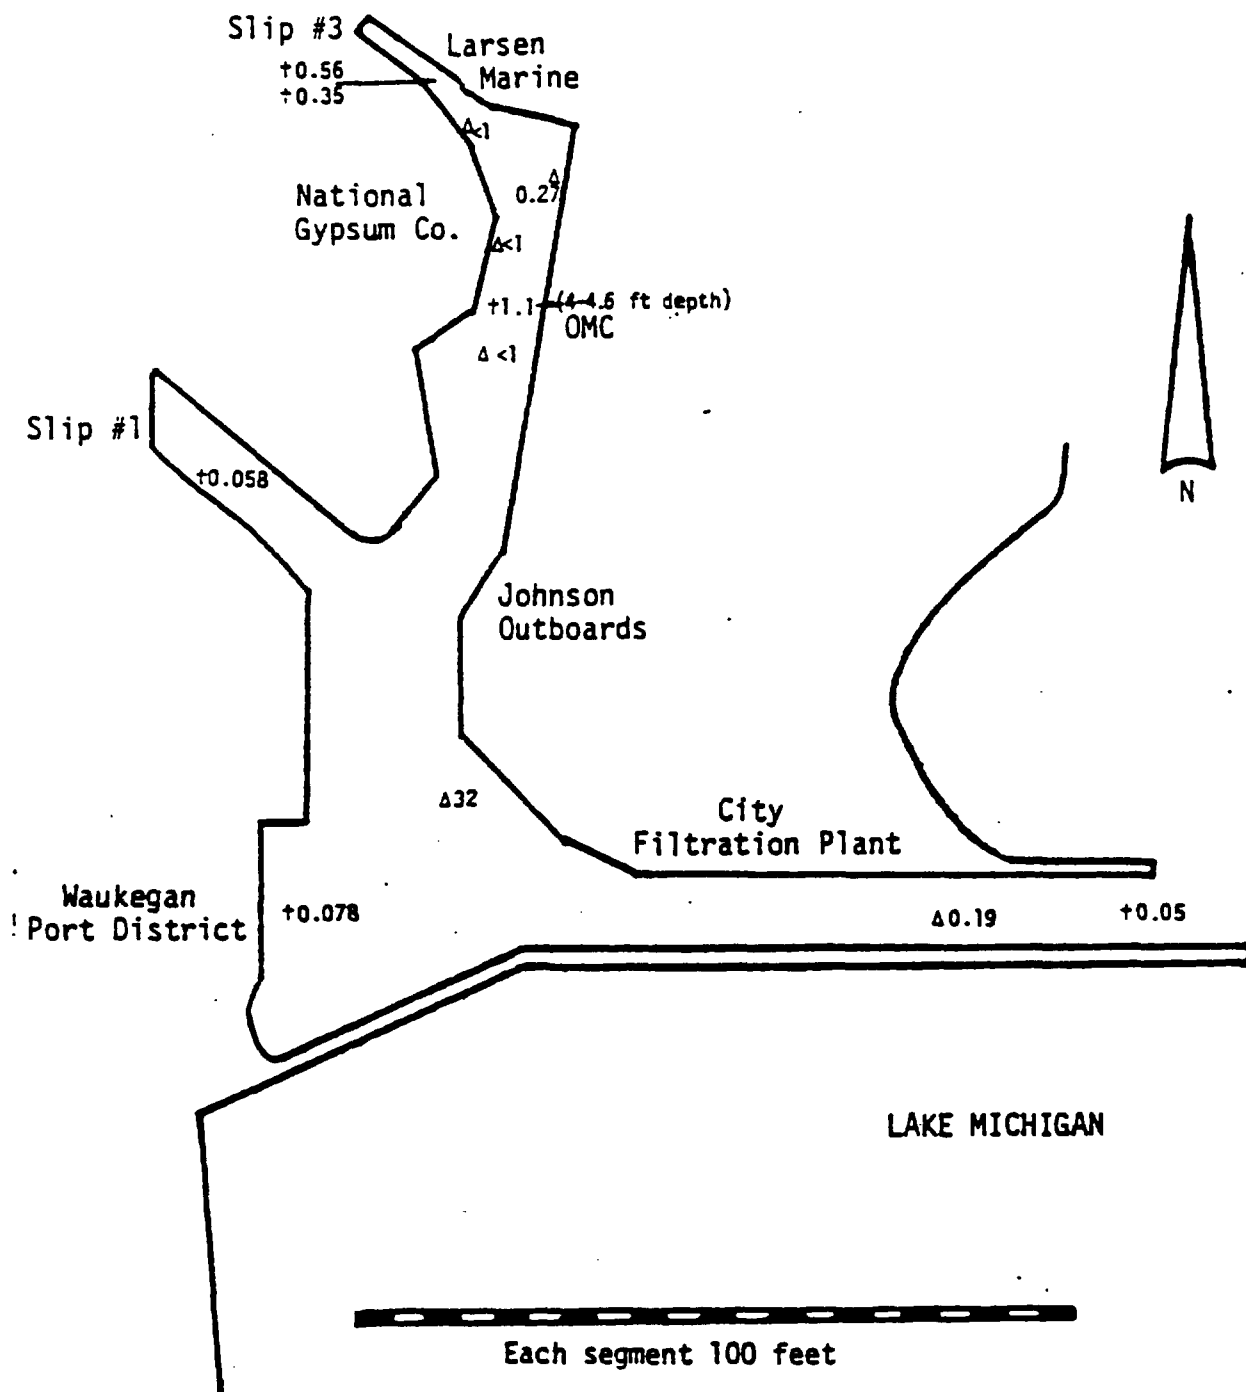 Slip #3
Larsen
Marine
+0.56
+0.35
Δ<1
Δ
0.27
National
Gypsum Co.
Δ<1
+1.1
(4-4.6 ft depth)
OMC
Δ <1
Slip #1
+0.058
N
Johnson
Outboards
Δ32
City
Filtration Plant
Waukegan
Port District
+0.078
Δ0.19
+0.05
LAKE MICHIGAN
Each segment 100 feet